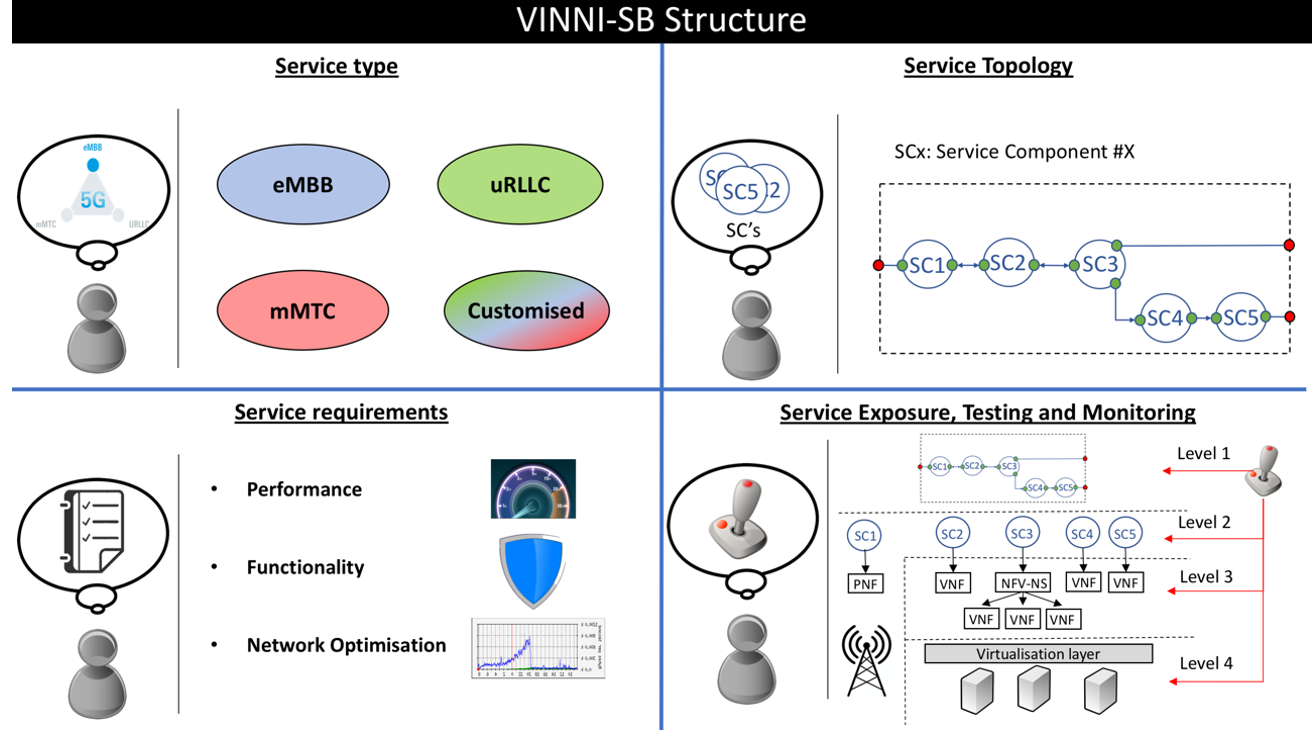 VINNI-SB Structure
Service type
eMBB
5G
mMTC
URLLC
eMBB
uRLLC
mMTC
Customised
Service Topology
SC5
SC's
SCx: Service Component #X
SC1
SC2
SC3
SC4
SC5
Service requirements
• Performance
• Functionality
• Network Optimisation
Service Exposure, Testing and Monitoring
SC1
SC2
SC3
SC4
SC5
Level 1
SC1
SC2
SC3
SC4
SC5
Level 2
PNF
VNF
NFV-NS
VNF
VNF
Level 3
VNF
VNF
VNF
Virtualisation layer
Level 4